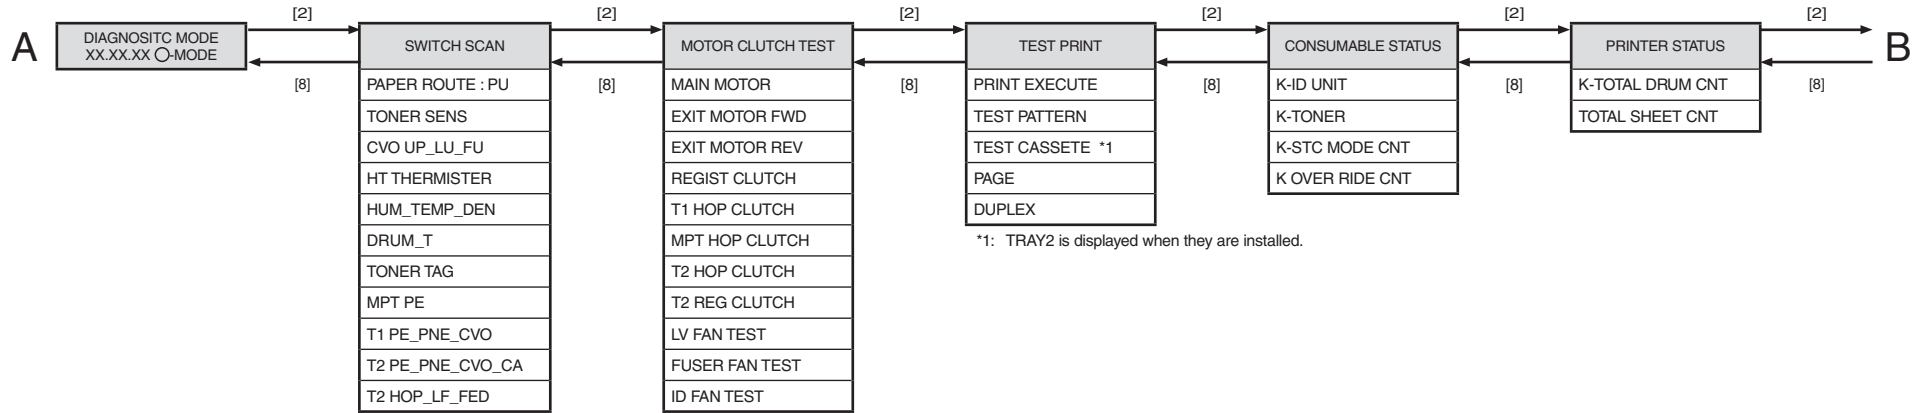 A
DIAGNOSITC MODE
XX.XX.XX ○-MODE
[2]
[8]
SWITCH SCAN
PAPER ROUTE : PU
TONER SENS
CVO UP_LU_FU
HT THERMISTER
HUM_TEMP_DEN
DRUM_T
TONER TAG
MPT PE
T1 PE_PNE_CVO
T2 PE_PNE_CVO_CA
T2 HOP_LF_FED
[2]
[8]
MOTOR CLUTCH TEST
MAIN MOTOR
EXIT MOTOR FWD
EXIT MOTOR REV
REGIST CLUTCH
T1 HOP CLUTCH
MPT HOP CLUTCH
T2 HOP CLUTCH
T2 REG CLUTCH
LV FAN TEST
FUSER FAN TEST
ID FAN TEST
[2]
[8]
TEST PRINT
PRINT EXECUTE
TEST PATTERN
TEST CASSETE *1
PAGE
DUPLEX
*1: TRAY2 is displayed when they are installed.
[2]
[8]
CONSUMABLE STATUS
K-ID UNIT
K-TONER
K-STC MODE CNT
K OVER RIDE CNT
[2]
[8]
PRINTER STATUS
K-TOTAL DRUM CNT
TOTAL SHEET CNT
[2]
[8]
B